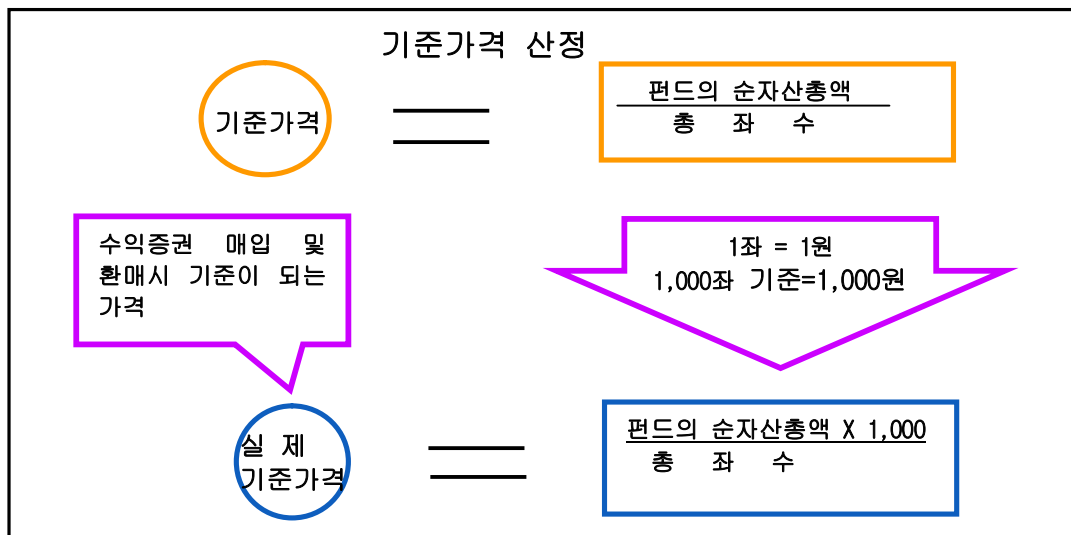 기준가격 산정
기준가격
펀드의 순자산총액
총 좌 수
수익증권 매입 및
환매시 기준이 되는
가격
1좌 = 1원
1,000좌 기준=1,000원
실 제
기준가격
펀드의 순자산총액 X 1,000
총 좌 수